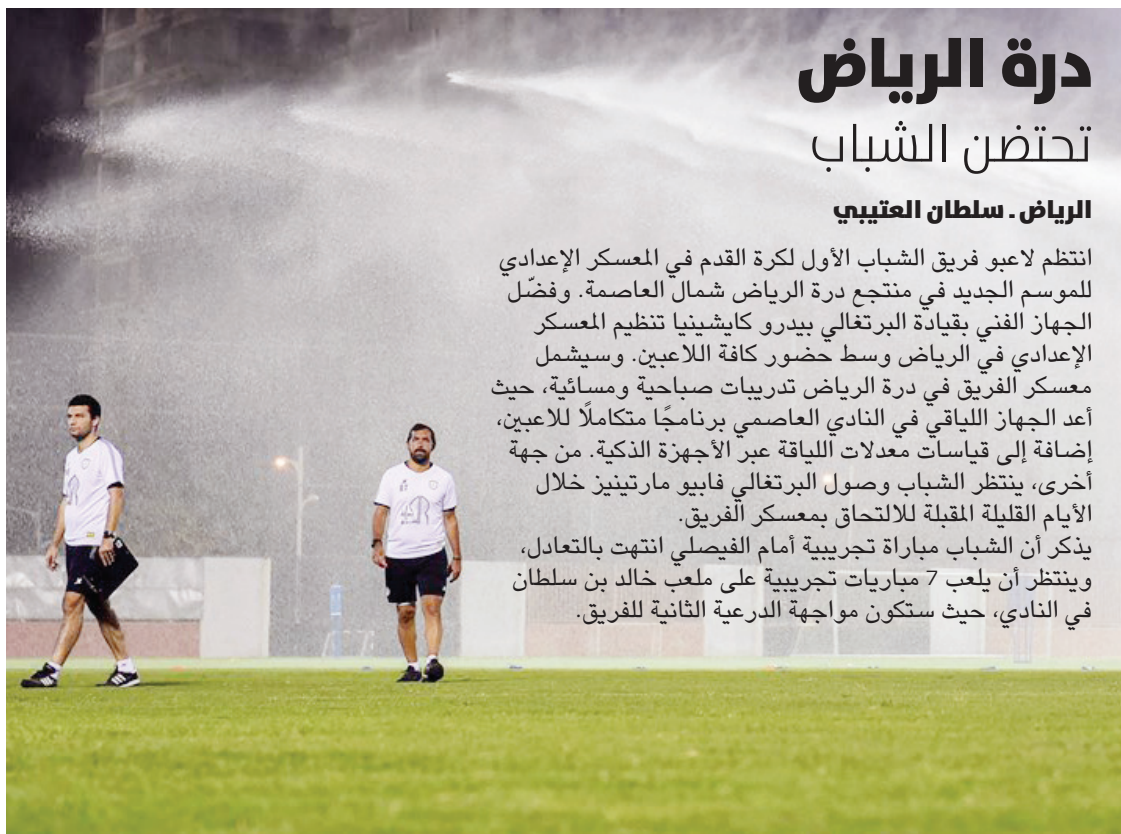 درة الرياض
تحتضن الشباب
الرياض . سلطان العتيبي
انتظم لاعبو فريق الشباب الأول لكرة القدم في المعسكر الإعدادي
للموسم الجديد في منتجع درة الرياض شمال العاصمة. وفضّل
الجهاز الفني بقيادة البرتغالي بيدرو كايشينيا تنظيم المعسكر
الإعدادي في الرياض وسط حضور كافة اللاعبين. وسيشمل
معسكر الفريق في درة الرياض تدريبات صباحية ومسائية، حيث
أعد الجهاز اللياقي في النادي العاصمي برنامجًا متكاملًا للاعبين،
إضافة إلى قياسات معدلات اللياقة عبر الأجهزة الذكية. من جهة
أخرى، ينتظر الشباب وصول البرتغالي فابيو مارتينيز خلال
الأيام القليلة المقبلة للالتحاق بمعسكر الفريق.
يذكر أن الشباب مباراة تجريبية أمام الفيصلي انتهت بالتعادل،
وينتظر أن يلعب 7 مباريات تجريبية على ملعب خالد بن سلطان
في النادي، حيث ستكون مواجهة الدرعية الثانية للفريق.